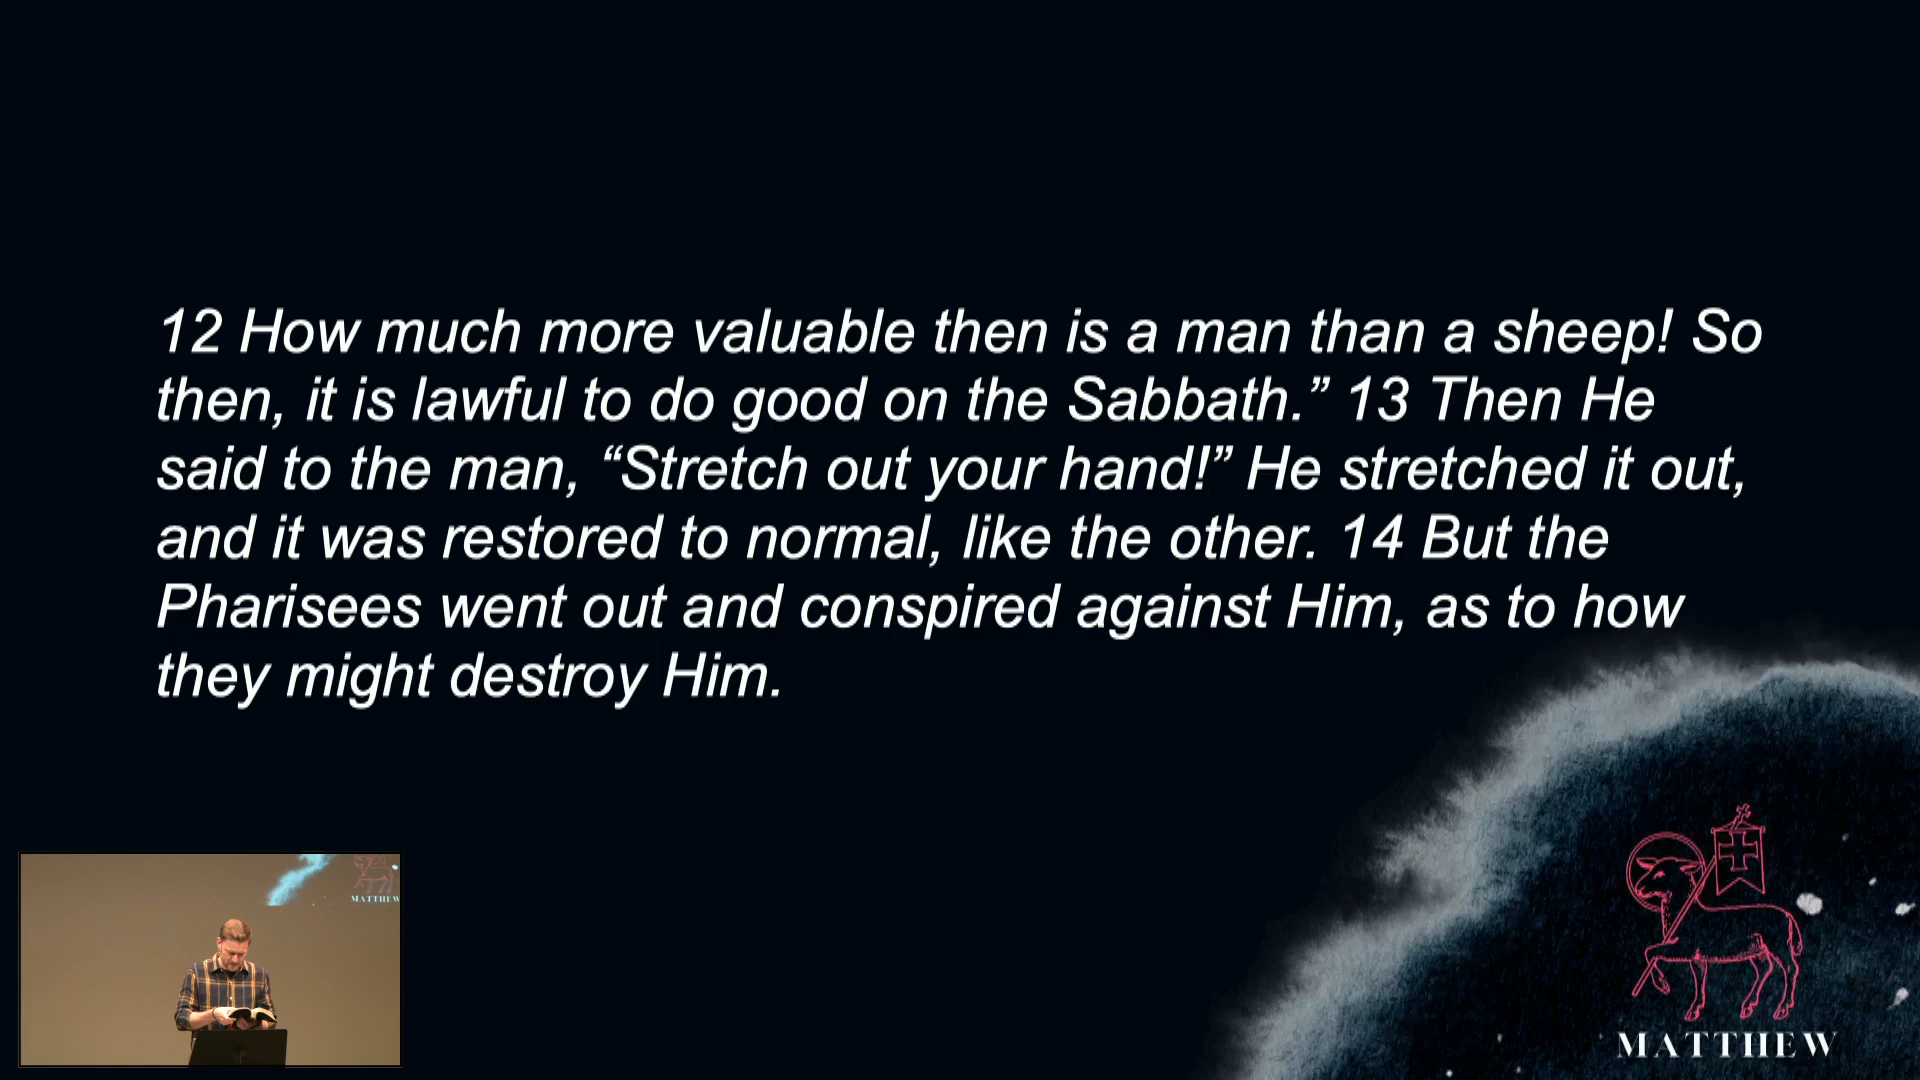 12 How much more valuable then is a man than a sheep! So
then, it is lawful to do good on the Sabbath.” 13 Then He
said to the man, “Stretch out your hand!” He stretched it out,
and it was restored to normal, like the other. 14 But the
Pharisees went out and conspired against Him, as to how
they might destroy Him.
MATTHEW
MATTHEW